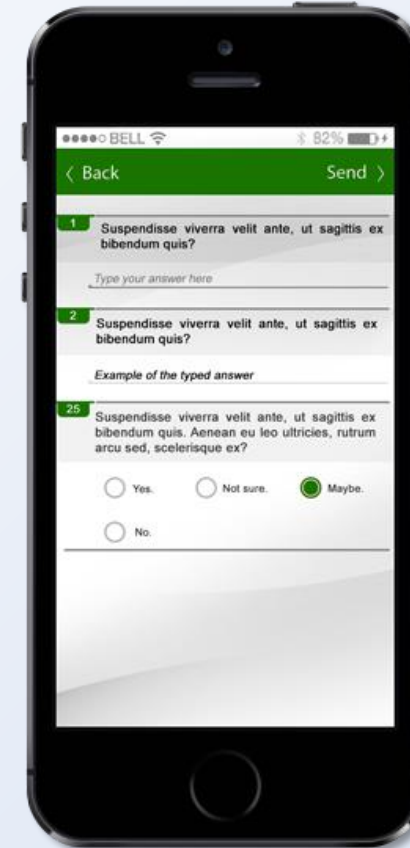 BELL 82%
Back Send
1
Suspendisse viverra velit ante, ut sagittis ex
bibendum quis?
Type your answer here
2
Suspendisse viverra velit ante, ut sagittis ex
bibendum quis?
Example of the typed answer
25
Suspendisse viverra velit ante, ut sagittis ex
bibendum quis. Aenean eu leo ultricies, rutrum
arcu sed, scelerisque ex?
Yes. Not sure. Maybe.
No.